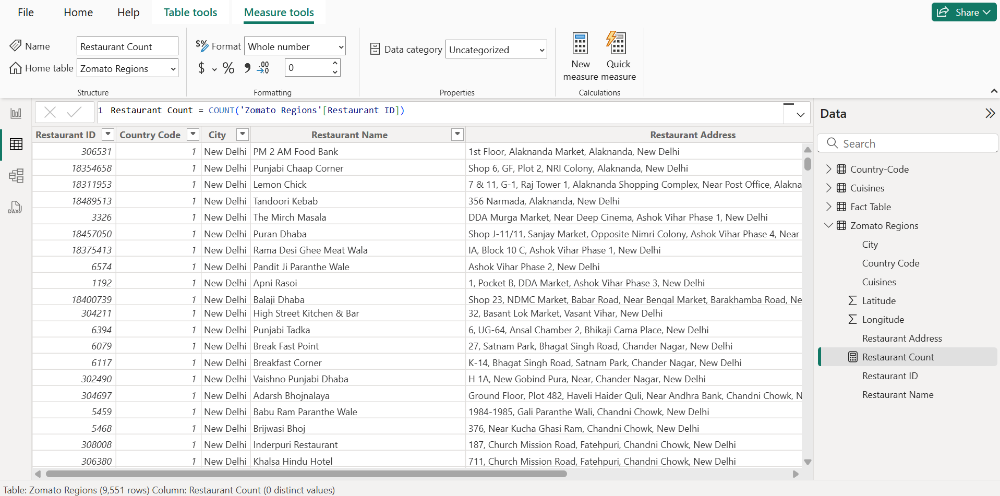 File Home Help Table tools Measure tools Share
Name Restaurant Count Format Whole number Data category Uncategorized New measure Quick measure
Home table Zomato Regions $ % , .00 →.0 0
Structure Formatting Properties Calculations
1 Restaurant Count = COUNT('Zomato Regions'[Restaurant ID])
Restaurant ID Country Code City Restaurant Name Restaurant Address
306531 1 New Delhi PM 2 AM Food Bank 1st Floor, Alaknanda Market, Alaknanda, New Delhi
18354658 1 New Delhi Punjabi Chaap Corner Shop 6, GF, Plot 2, NRI Colony, Alaknanda, New Delhi
18311953 1 New Delhi Lemon Chick 7 & 11, G-1, Raj Tower 1, Alaknanda Shopping Complex, Near Post Office, Alakna
18489513 1 New Delhi Tandoori Kebab 356 Narmada, Alaknanda, New Delhi
3326 1 New Delhi The Mirch Masala DDA Murga Market, Near Deep Cinema, Ashok Vihar Phase 1, New Delhi
18457050 1 New Delhi Puran Dhaba Shop J-11/11, Sanjay Market, Opposite Nimri Colony, Ashok Vihar Phase 4, Near
18375413 1 New Delhi Rama Desi Ghee Meat Wala IA, Block 10 C, Ashok Vihar Phase 1, New Delhi
6574 1 New Delhi Pandit Ji Paranthe Wale Ashok Vihar Phase 2, New Delhi
1192 1 New Delhi Apni Rasoi 1, Pocket B, DDA Market, Ashok Vihar Phase 3, New Delhi
18400739 1 New Delhi Balaji Dhaba Shop 23, NDMC Market, Babar Road, Near Bengal Market, Barakhamba Road, Ne
304211 1 New Delhi High Street Kitchen & Bar 32, Basant Lok Market, Vasant Vihar, New Delhi
6394 1 New Delhi Punjabi Tadka 6, UG-64, Ansal Chamber 2, Bhikaji Cama Place, New Delhi
6079 1 New Delhi Break Fast Point 27, Satnam Park, Bhagat Singh Road, Chander Nagar, New Delhi
6117 1 New Delhi Breakfast Corner K-14, Bhagat Singh Road, Satnam Park, Chander Nagar, New Delhi
302490 1 New Delhi Vaishno Punjabi Dhaba H 1A, New Gobind Pura, Near, Chander Nagar, New Delhi
304697 1 New Delhi Adarsh Bhojnalaya Ground Floor, Plot 482, Haveli Haider Quli, Near Andhra Bank, Chandni Chowk, N
5459 1 New Delhi Babu Ram Paranthe Wale 1984-1985, Gali Paranthe Wali, Chandni Chowk, New Delhi
5468 1 New Delhi Brijwasi Bhoj 376, Near Kucha Ghasi Ram, Chandni Chowk, New Delhi
308008 1 New Delhi Inderpuri Restaurant 187, Church Mission Road, Fatehpuri, Chandni Chowk, New Delhi
306380 1 New Delhi Khalsa Hindu Hotel 711, Church Mission Road, Fatehpuri, Chandni Chowk, New Delhi
DAX
Data
Search
Country-Code
Cuisines
Fact Table
Zomato Regions
City
Country Code
Cuisines
Latitude
Longitude
Restaurant Address
Restaurant Count
Restaurant ID
Restaurant Name
Table: Zomato Regions (9,551 rows) Column: Restaurant Count (0 distinct values)